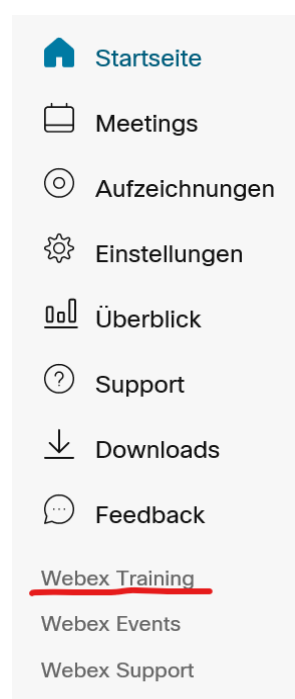 Startseite
Meetings
Aufzeichnungen
Einstellungen
Überblick
Support
Downloads
Feedback
Webex Training
Webex Events
Webex Support